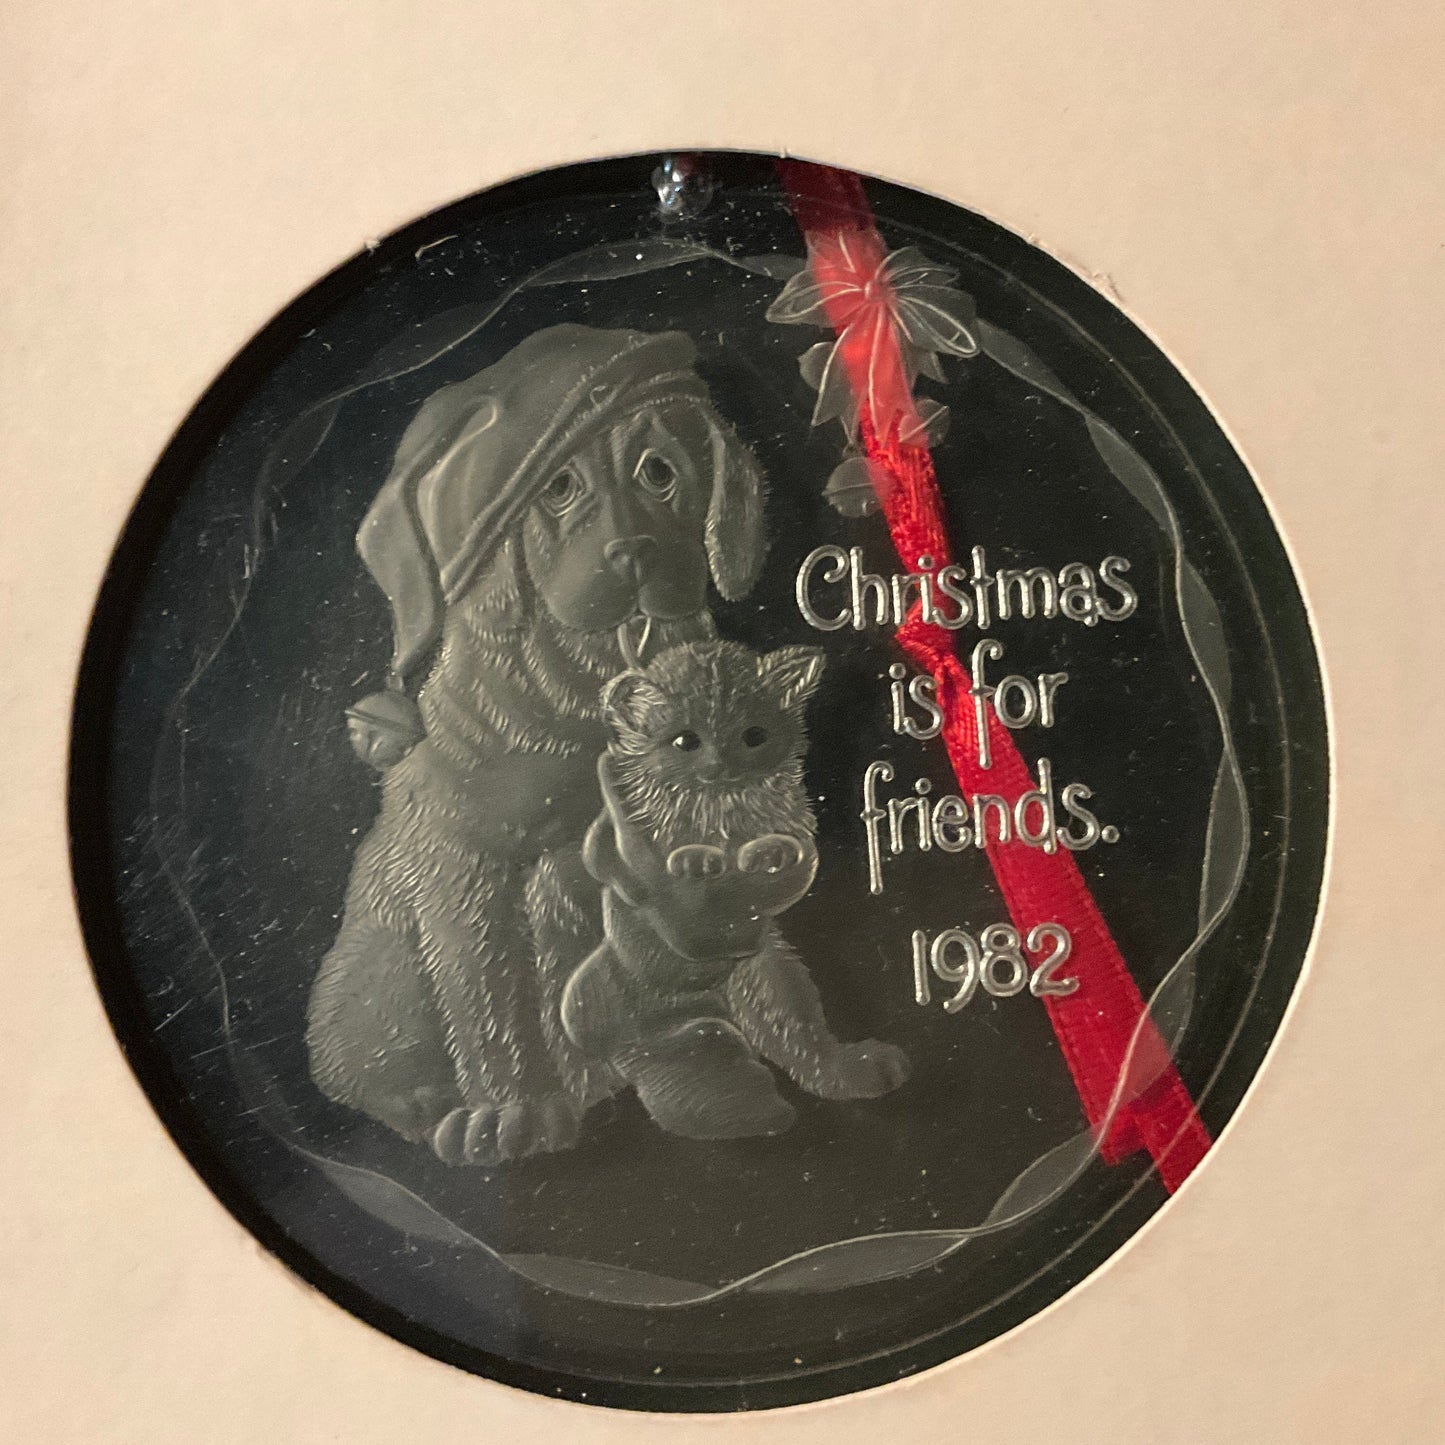 Christmas
is for
friends.
1982